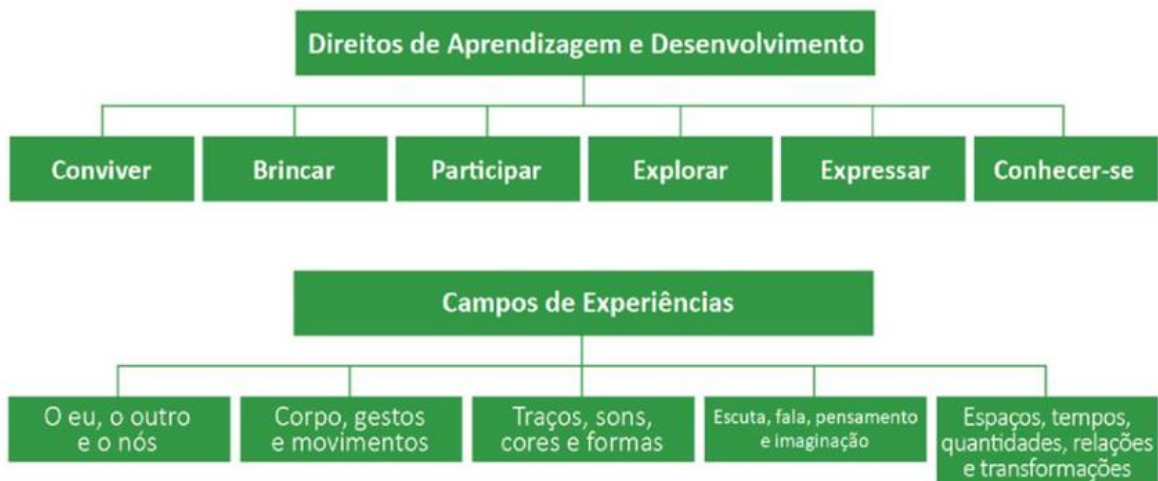 Direitos de Aprendizagem e Desenvolvimento
Conviver
Brincar
Participar
Explorar
Expressar
Conhecer-se
Campos de Experiências
O eu, o outro
e o nós
Corpo, gestos
e movimentos
Traços, sons,
cores e formas
Escuta, fala, pensamento
e imaginação
Espaços, tempos,
quantidades, relações
e transformações